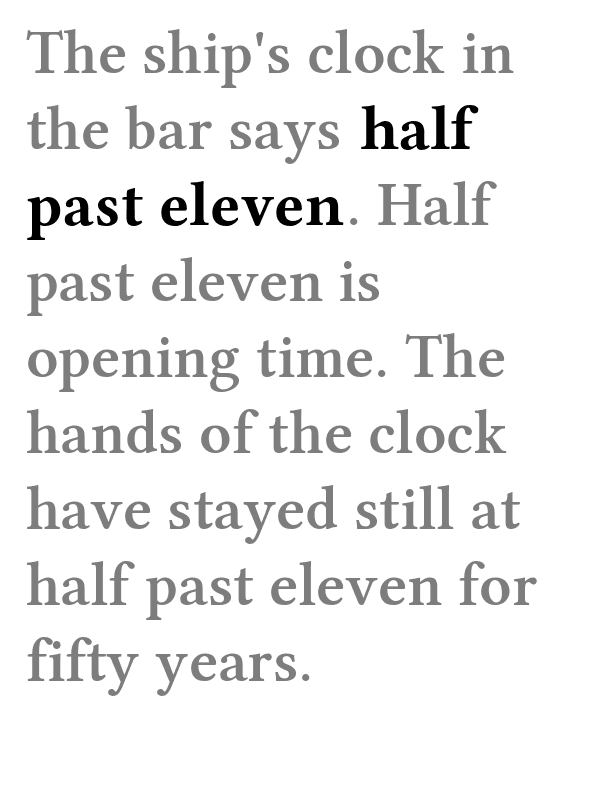 The ship's clock in
the bar says half
past eleven. Half
past eleven is
opening time. The
hands of the clock
have stayed still at
half past eleven for
fifty years.